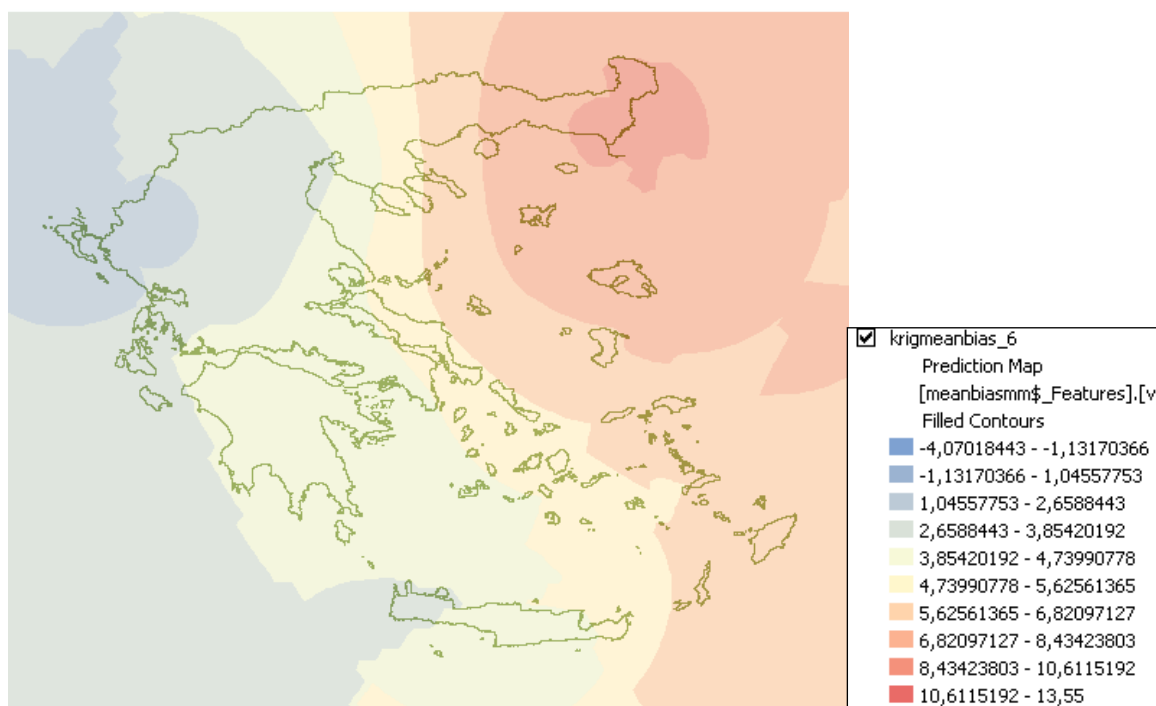 krigmeanbias_6
Prediction Map
[meanbiasmm$_Features].[v
Filled Contours
-4,07018443 - -1,13170366
-1,13170366 - 1,04557753
1,04557753 - 2,6588443
2,6588443 - 3,85420192
3,85420192 - 4,73990778
4,73990778 - 5,62561365
5,62561365 - 6,82097127
6,82097127 - 8,43423803
8,43423803 - 10,6115192
10,6115192 - 13,55